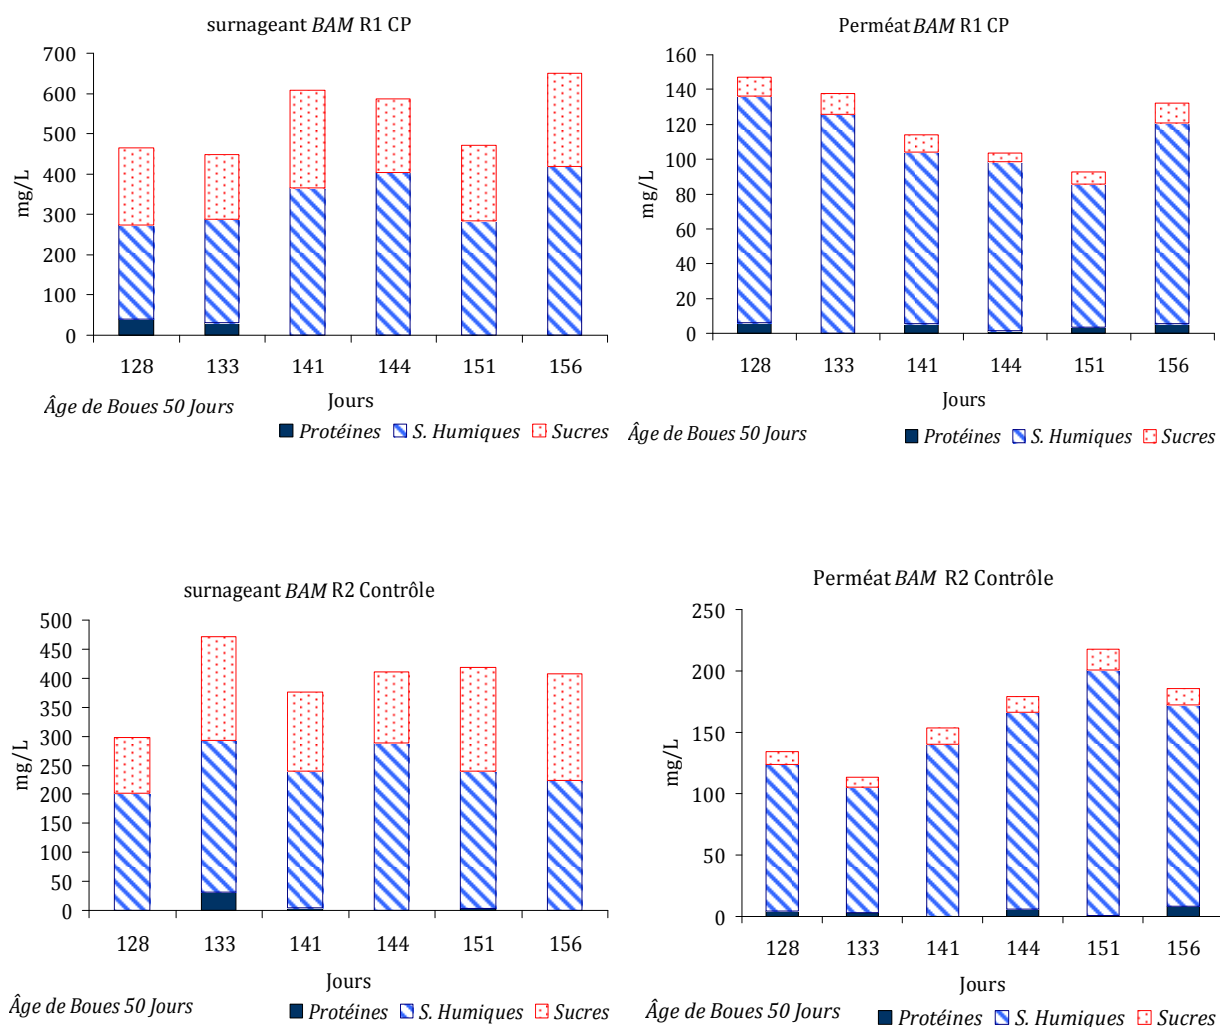 surnageant BAM R1 CP
700
600
500
400
300
200
100
0
mg/L
128 133 141 144 151 156
Jours
Âge de Boues 50 Jours
Protéines S. Humiques Sucres
Perméat BAM R1 CP
160
140
120
100
80
60
40
20
0
mg/L
128 133 141 144 151 156
Jours
Âge de Boues 50 Jours
Protéines S. Humiques Sucres
surnageant BAM R2 Contrôle
500
450
400
350
300
250
200
150
100
50
0
mg/L
128 133 141 144 151 156
Jours
Âge de Boues 50 Jours
Protéines S. Humiques Sucres
Perméat BAM R2 Contrôle
250
200
150
100
50
0
mg/L
128 133 141 144 151 156
Jours
Âge de Boues 50 Jours
Protéines S. Humiques Sucres